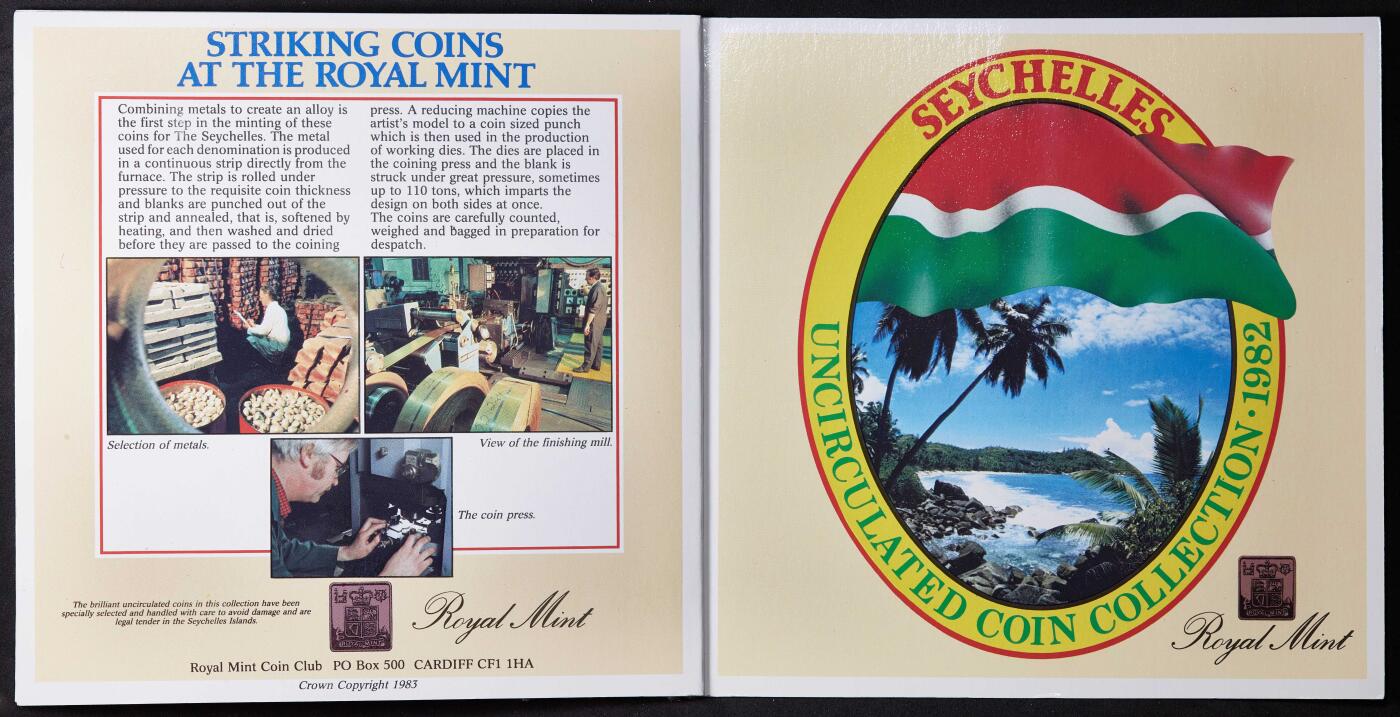 STRIKING COINS
AT THE ROYAL MINT
Combining metals to create an alloy is
the first step in the minting of these
coins for The Seychelles. The metal
used for each denomination is produced
in a continuous strip directly from the
furnace. The strip is rolled under
pressure to the requisite coin thickness
and blanks are punched out of the
strip and annealed, that is, softened by
heating, and then washed and dried
before they are passed to the coining
press. A reducing machine copies the
artist's model to a coin sized punch
which is then used in the production
of working dies. The dies are placed in
the coining press and the blank is
struck under great pressure, sometimes
up to 110 tons, which imparts the
design on both sides at once.
The coins are carefully counted,
weighed and bagged in preparation for
despatch.
Selection of metals.
View of the finishing mill.
The coin press.
The brilliant uncirculated coins in this collection have been
specially selected and handled with care to avoid damage and are
legal tender in the Seychelles Islands.
ROYAL MINT
Royal Mint
Royal Mint Coin Club PO Box 500 CARDIFF CF1 1HA
Crown Copyright 1983
SEYCHELLES
UNCIRCULATED COIN COLLECTION · 1982
ROYAL MINT
Royal Mint